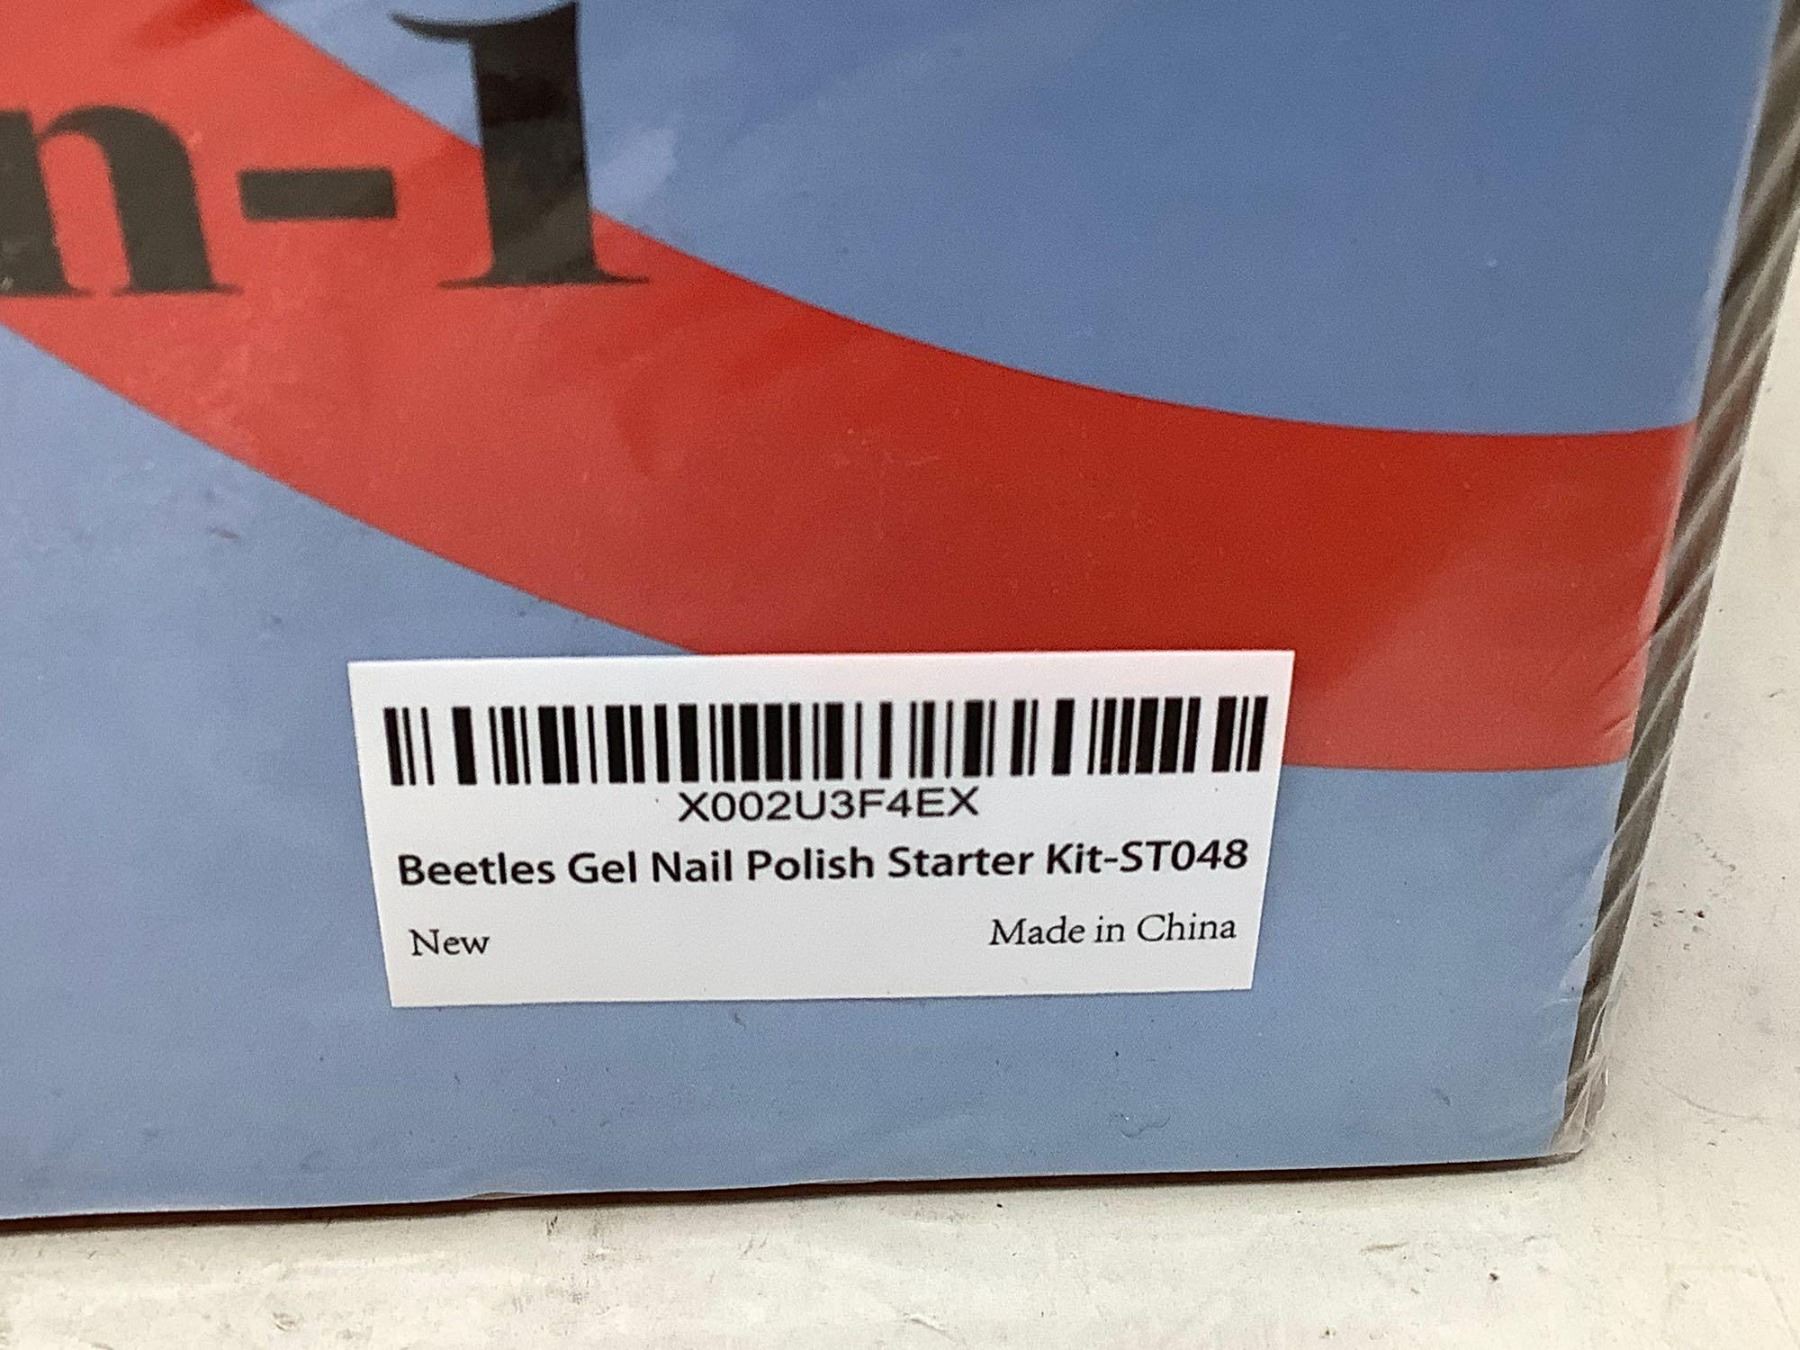 n-1
X002U3F4EX
Beetles Gel Nail Polish Starter Kit-ST048
New
Made in China